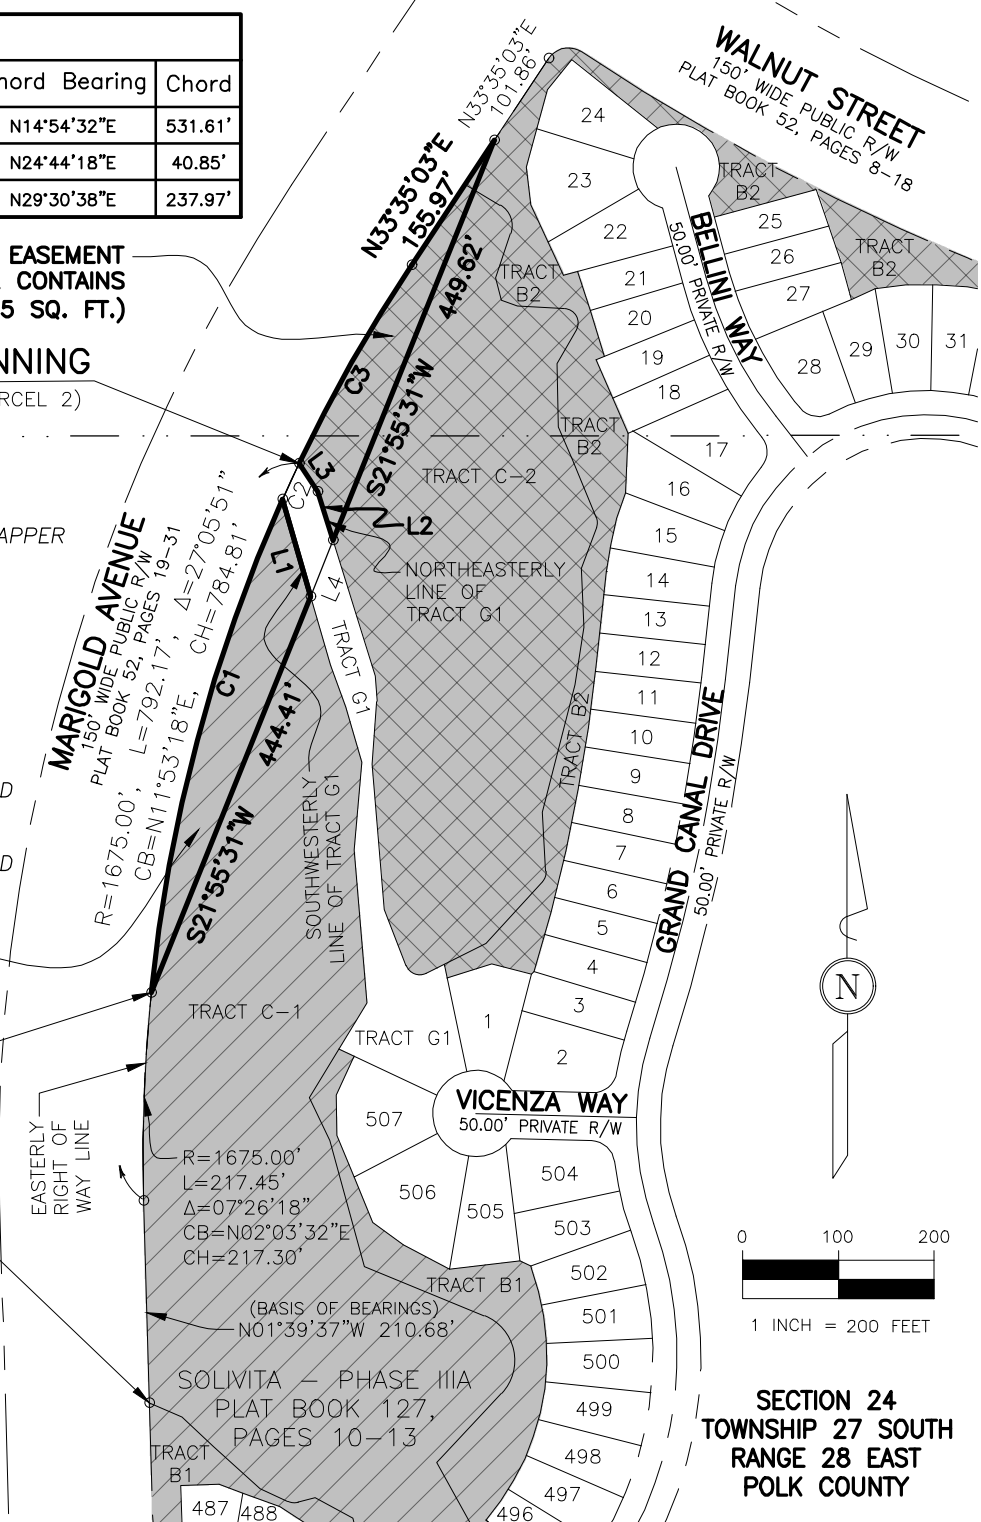 hord Bearing Chord
N14°54'32"E 531.61'
N24°44'18"E 40.85'
N29°30'38"E 237.97'
EASEMENT
CONTAINS
5 SQ. FT.)
NNING
RCEL 2)
APPER
D
D
WALNUT STREET
150' WIDE PUBLIC R/W
PLAT BOOK 52, PAGES 8-18
N33°35'03"E
101.86'
N33°35'03"E
155.97'
449.62'
S21°55'31"W
C3
L3
C2
L2
L1
L4
C1
TRACT
B2
TRACT
B2
TRACT
B2
TRACT
B2
TRACT B2
TRACT C-2
NORTHEASTERLY
LINE OF
TRACT G1
TRACT G1
BELLINI WAY
50.00' PRIVATE R/W
24
23
22
21
20
19
18
17
16
15
14
13
12
11
10
9
8
7
6
5
4
3
2
1
25
26
27
28
29
30
31
MARIGOLD AVENUE
150' WIDE PUBLIC R/W
PLAT BOOK 52, PAGES 19-31
R=1675.00', L=792.17', Δ=27°05'51"
CB=N11°53'18"E, CH=784.81'
444.41'
S21°55'31"W
SOUTHWESTERLY
LINE OF TRACT G1
GRAND CANAL DRIVE
50.00' PRIVATE R/W
TRACT C-1
TRACT G1
VICENZA WAY
50.00' PRIVATE R/W
507
506
505
504
503
502
501
500
499
498
497
496
EASTERLY
RIGHT OF
WAY LINE
R=1675.00'
L=217.45'
Δ=07°26'18"
CB=N02°03'32"E
CH=217.30'
TRACT B1
(BASIS OF BEARINGS)
N01°39'37"W 210.68'
SOLIVITA – PHASE IIIA
PLAT BOOK 127,
PAGES 10-13
TRACT
B1
487
488
N
0 100 200
1 INCH = 200 FEET
SECTION 24
TOWNSHIP 27 SOUTH
RANGE 28 EAST
POLK COUNTY